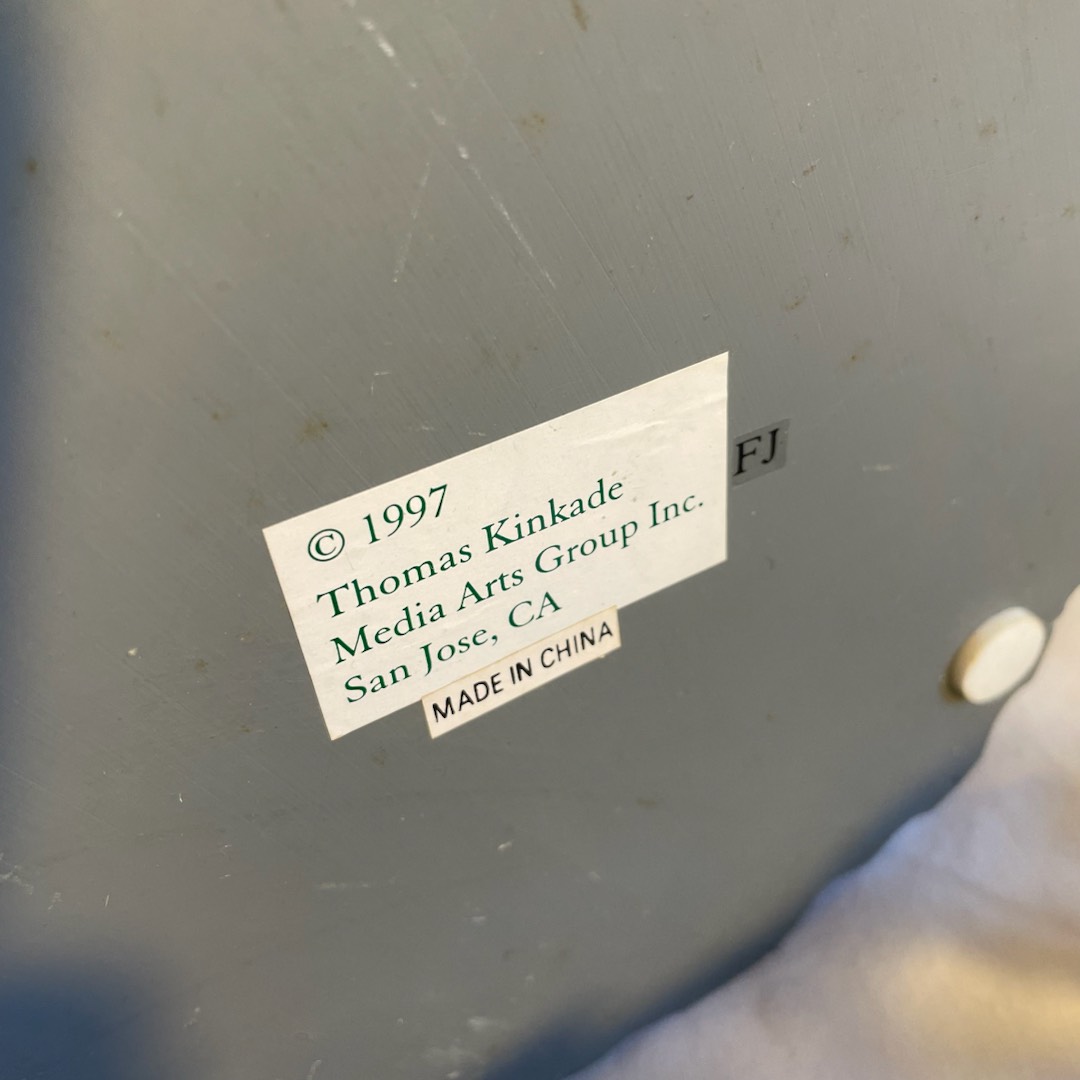 © 1997
Thomas Kinkade
Media Arts Group Inc.
San Jose, CA
MADE IN CHINA
FJ